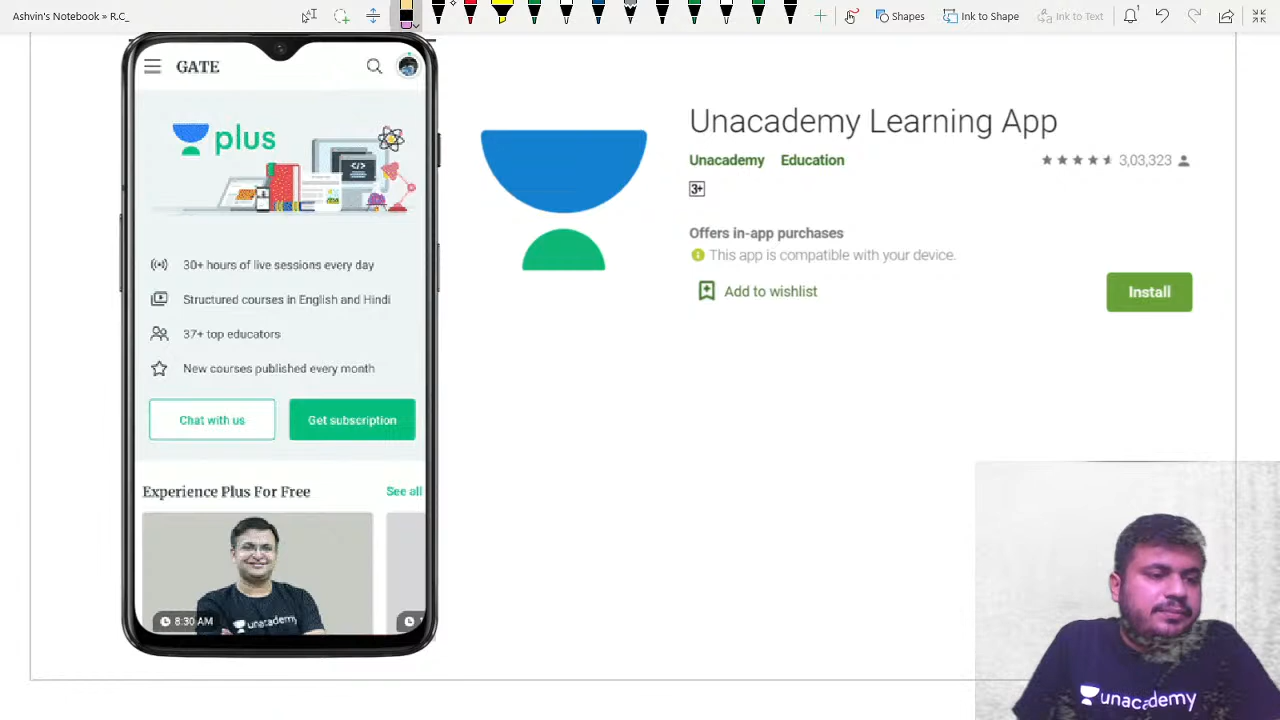 Ashvin's Notebook » RC
Shapes
Ink to Shape
Ink to Text
GATE
plus
30+ hours of live sessions every day
Structured courses in English and Hindi
37+ top educators
New courses published every month
Chat with us
Get subscription
Experience Plus For Free
See all
8:30 AM
unacademy
Unacademy Learning App
Unacademy Education
3,03,323
3+
Offers in-app purchases
This app is compatible with your device.
Add to wishlist
Install
unacademy